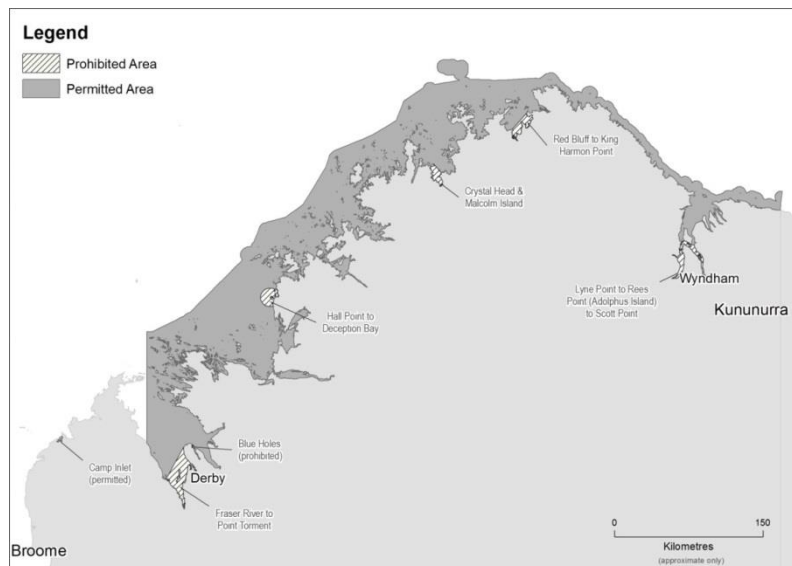 Legend
Prohibited Area
Permitted Area
Red Bluff to King
Harmon Point
Crystal Head &
Malcolm Island
Lyne Point to Rees
Point (Adolphus Island)
to Scott Point
Wyndham
Kununurra
Hall Point to
Deception Bay
Blue Holes
(prohibited)
Camp Inlet
(permitted)
Derby
Fraser River to
Point Torment
Broome
0 150
Kilometres
(approximate only)